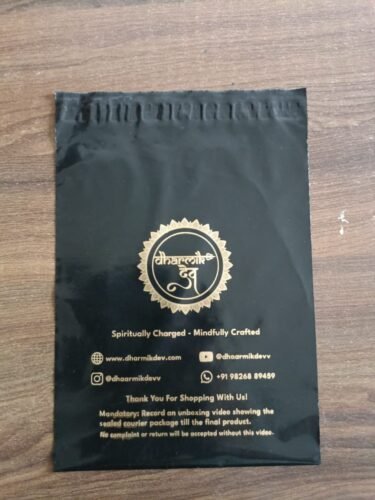 dharmik
देव
Spiritually Charged - Mindfully Crafted
www.dharmikdev.com
@dhaarmikdevv
@dhaarmikdevv
+91 98268 89489
Thank You For Shopping With Us!
Mandatory: Record an unboxing video showing the
sealed courier package till the final product.
No complaint or return will be accepted without this video.